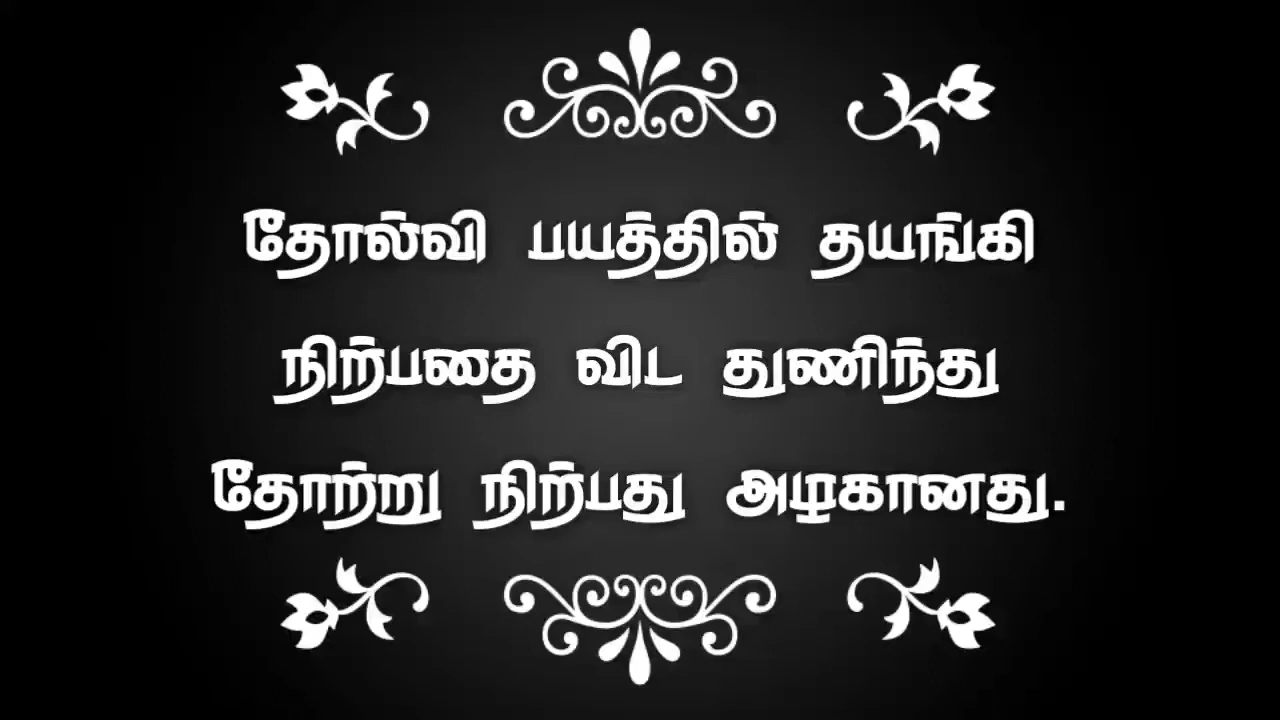 தோல்வி பயத்தில் தயங்கி
நிற்பதை விட துணிந்து
தோற்று நிற்பது அழகானது.